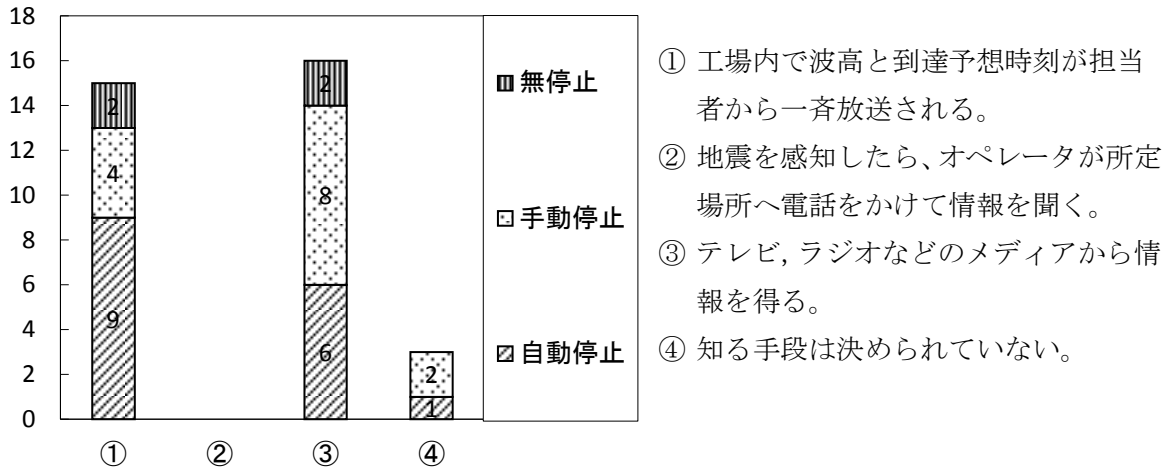 18
16
14
12
10
8
6
4
2
0
2
4
9
2
8
6
2
1
①
②
③
④
無停止
手動停止
自動停止
① 工場内で波高と到達予想時刻が担当
者から一斉放送される。
② 地震を感知したら、オペレータが所定
場所へ電話をかけて情報を聞く。
③ テレビ, ラジオなどのメディアから情
報を得る。
④ 知る手段は決められていない。